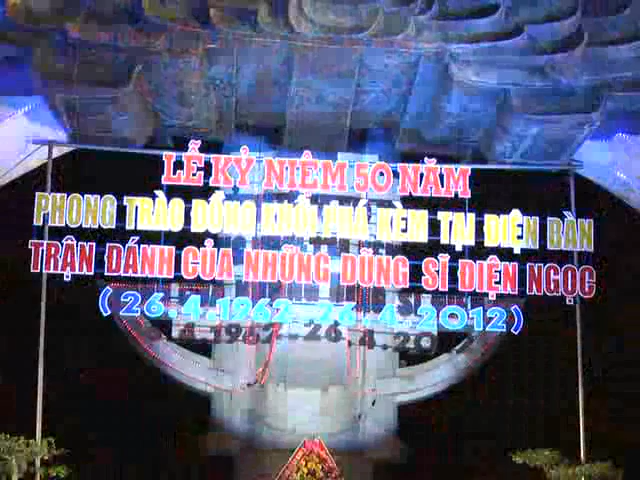 LỄ KỶ NIỆM 50 NĂM
PHONG TRÀO ĐỒNG KHỞI PHÁ KÈM TẠI ĐIỆN BÀN
TRẬN ĐÁNH CỦA NHỮNG DŨNG SĨ ĐIỆN NGỌC
(26.4.1962 26.4.2012)